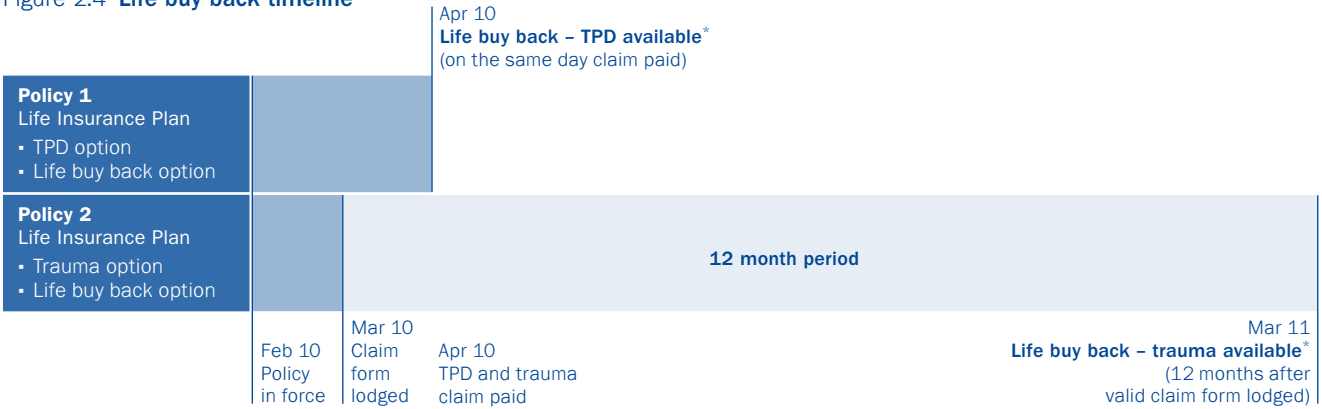 Figure 2.4 Life buy back timeline
Apr 10
Life buy back – TPD available*
(on the same day claim paid)
Policy 1
Life Insurance Plan
▪ TPD option
▪ Life buy back option
Policy 2
Life Insurance Plan
▪ Trauma option
▪ Life buy back option
12 month period
Feb 10
Policy
in force
Mar 10
Claim
form
lodged
Apr 10
TPD and trauma
claim paid
Mar 11
Life buy back – trauma available*
(12 months after
valid claim form lodged)